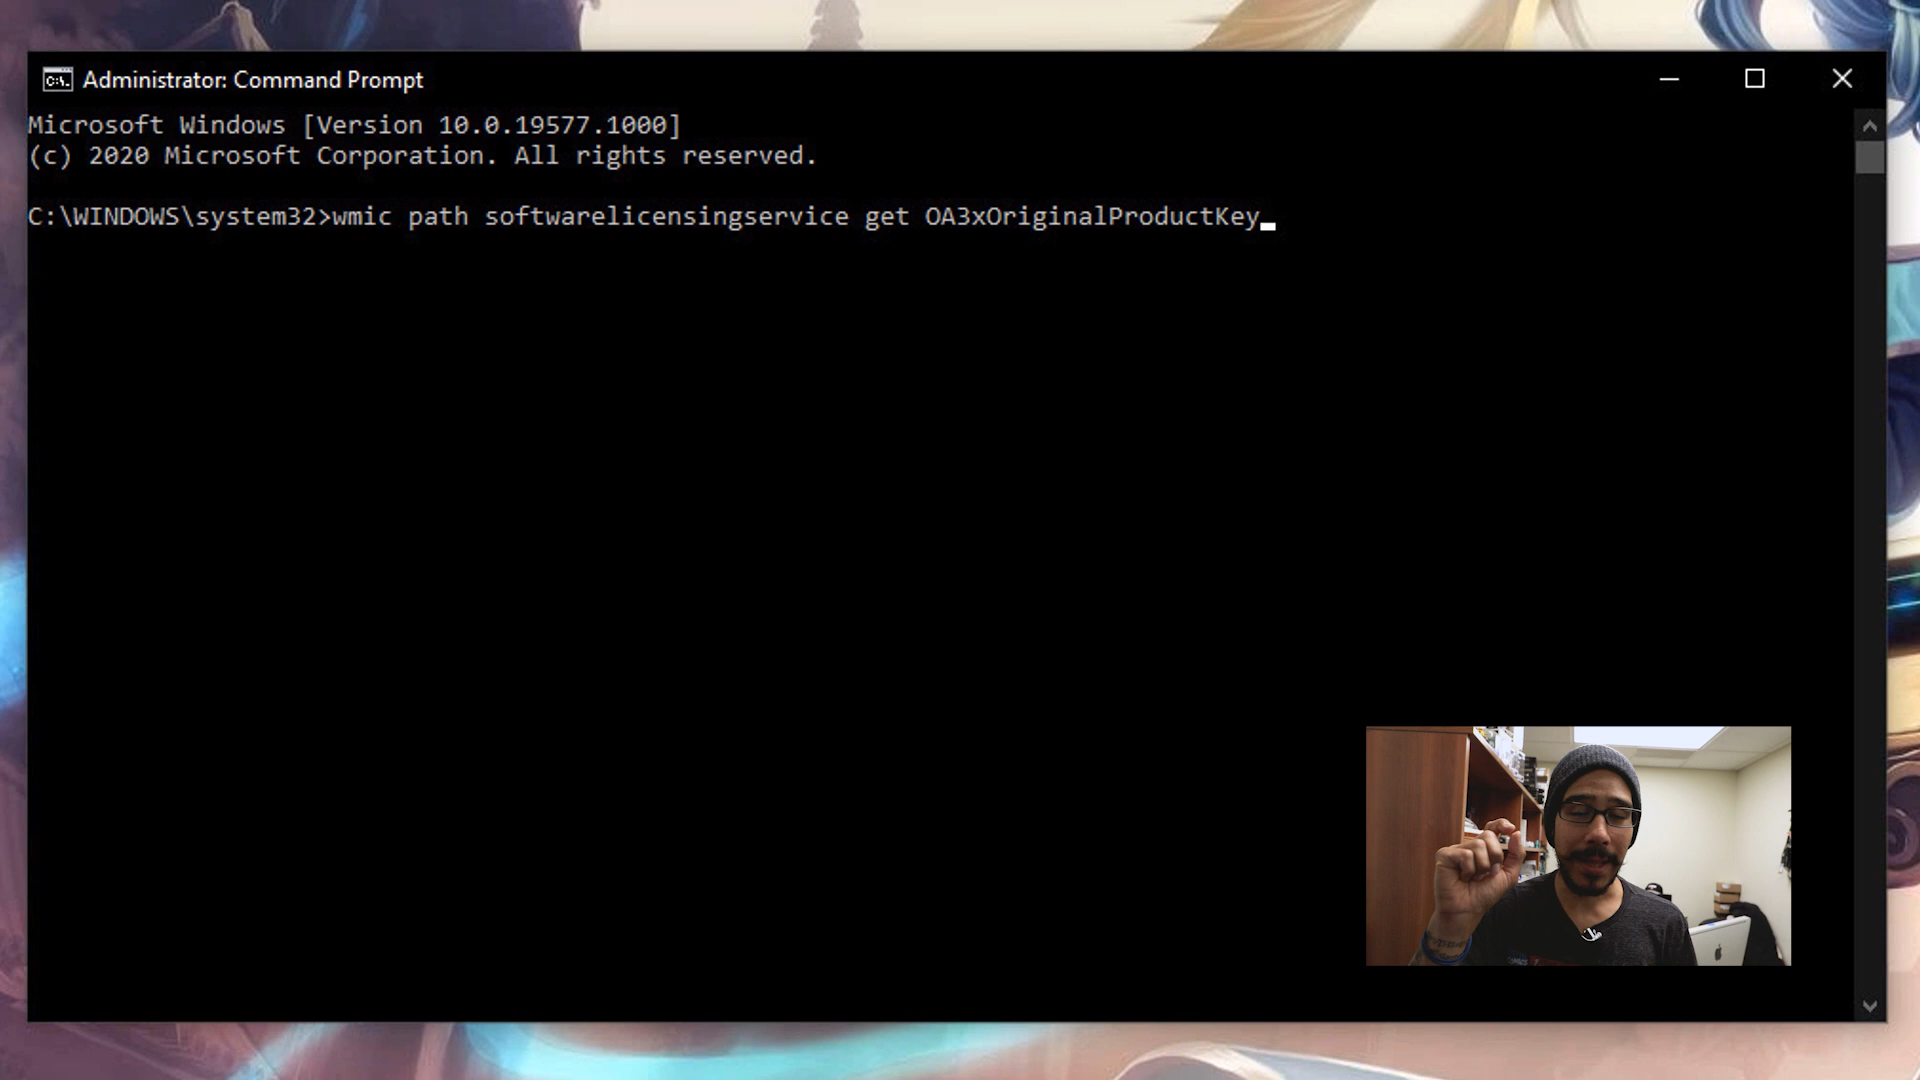 Administrator: Command Prompt
Microsoft Windows [Version 10.0.19577.1000]
(c) 2020 Microsoft Corporation. All rights reserved.
C:\WINDOWS\system32>wmic path softwarelicensingservice get OA3xOriginalProductKey